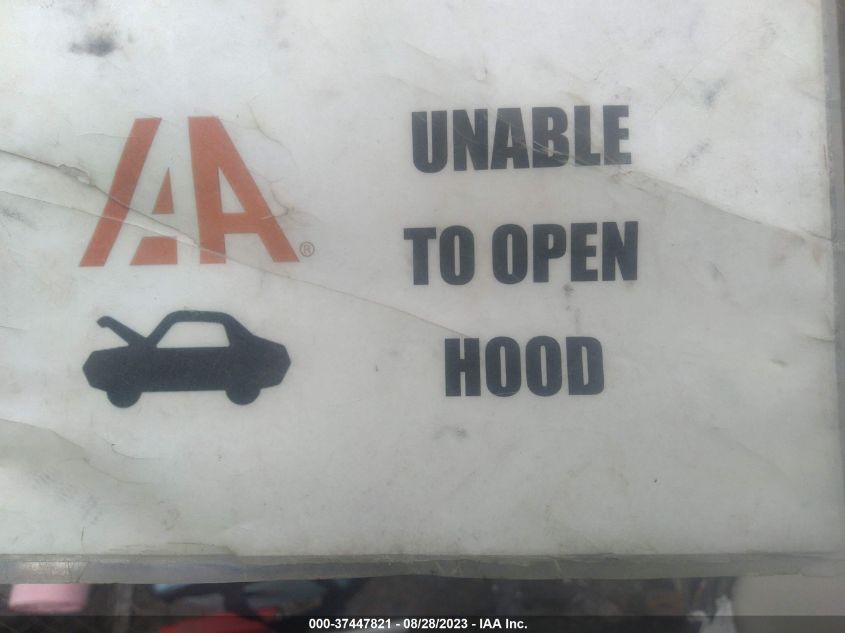 IAA®
UNABLE
TO OPEN
HOOD
000-37447821 - 08/28/2023 - IAA Inc.